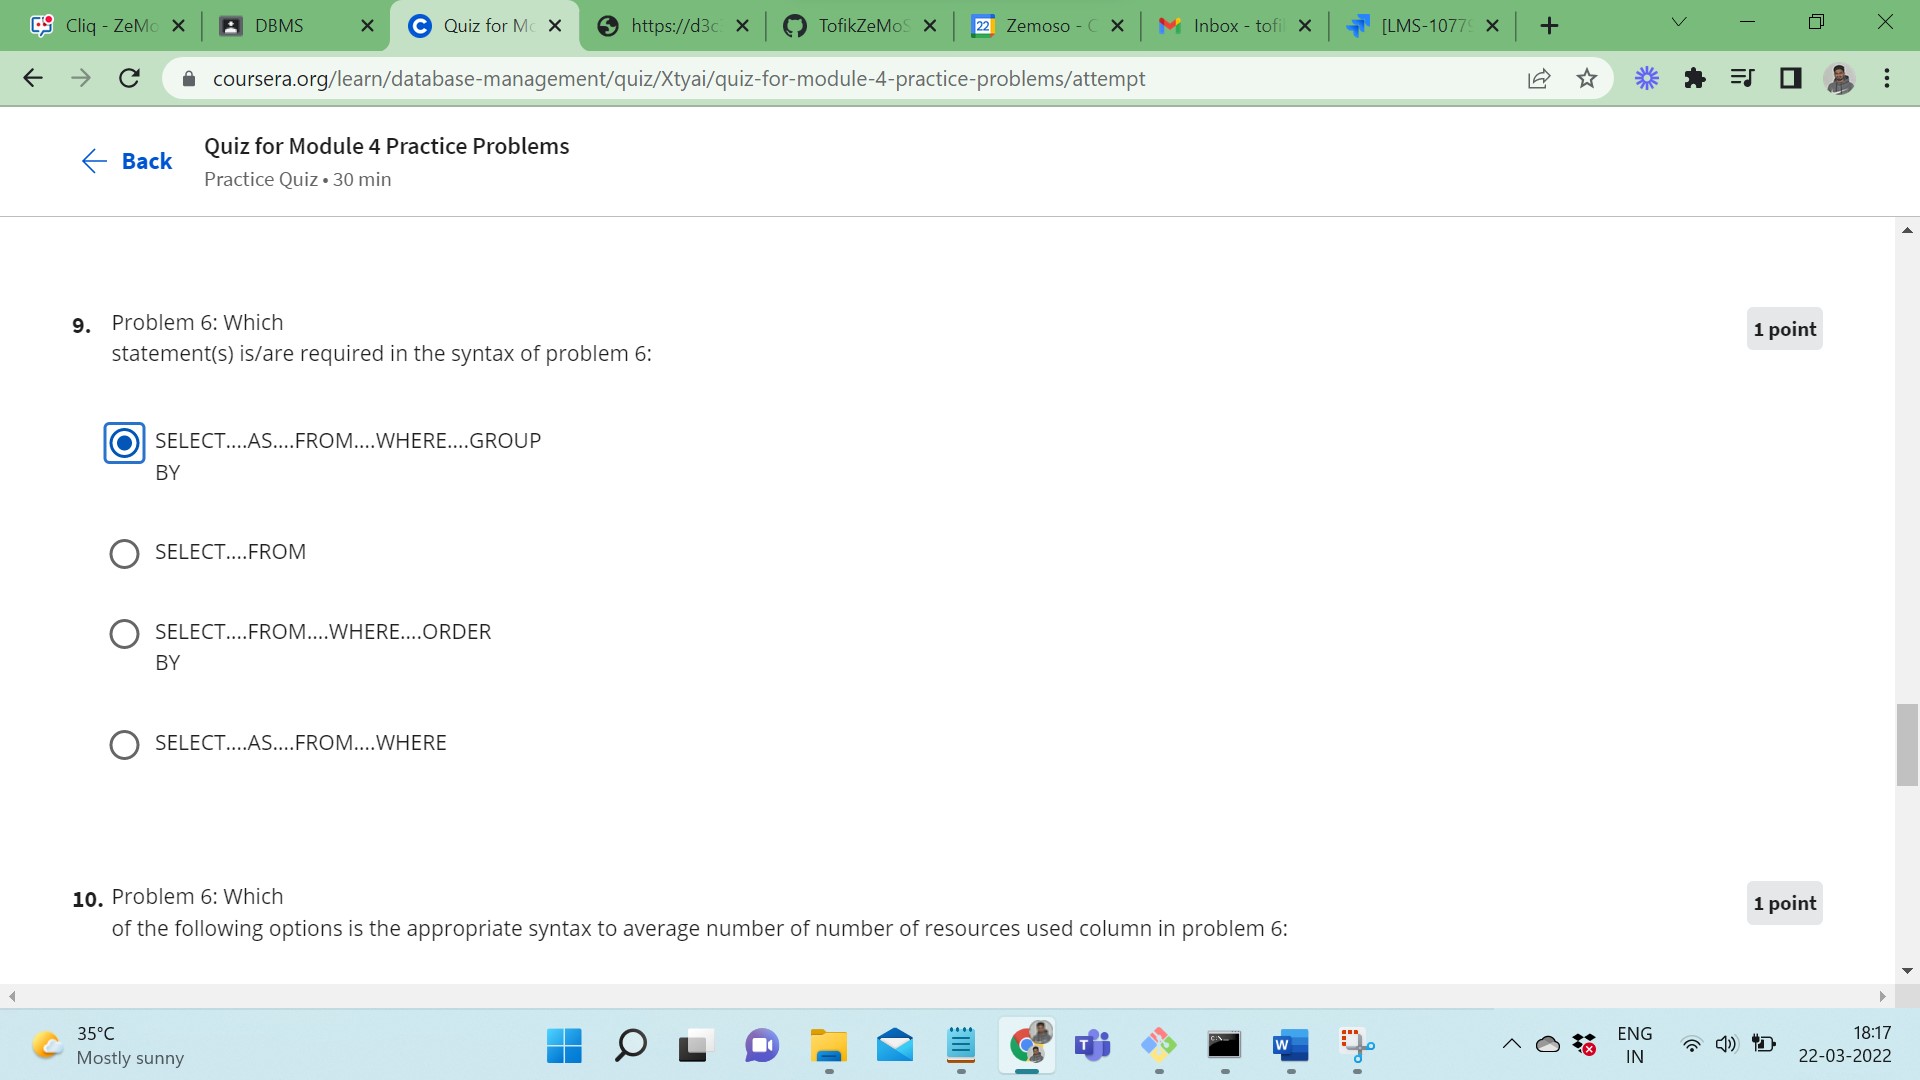 Cliq - ZeMo
DBMS
Quiz for Mo
https://d3c
TofikZeMoS
Zemoso - C
Inbox - tofi
[LMS-10779
coursera.org/learn/database-management/quiz/Xtyai/quiz-for-module-4-practice-problems/attempt
Back
Quiz for Module 4 Practice Problems
Practice Quiz • 30 min
9. Problem 6: Which
statement(s) is/are required in the syntax of problem 6:
1 point
SELECT....AS....FROM....WHERE....GROUP
BY
SELECT....FROM
SELECT....FROM....WHERE....ORDER
BY
SELECT....AS....FROM....WHERE
10. Problem 6: Which
of the following options is the appropriate syntax to average number of number of resources used column in problem 6:
1 point
35°C
Mostly sunny
ENG
IN
18:17
22-03-2022